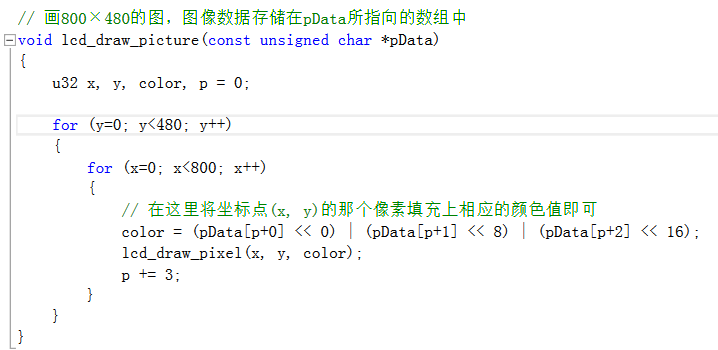 // 画800×480的图，图像数据存储在pData所指向的数组中
void lcd_draw_picture(const unsigned char *pData)
{
    u32 x, y, color, p = 0;

    for (y=0; y<480; y++)
    {
        for (x=0; x<800; x++)
        {
            // 在这里将坐标点(x, y)的那个像素填充上相应的颜色值即可
            color = (pData[p+0] << 0) | (pData[p+1] << 8) | (pData[p+2] << 16);
            lcd_draw_pixel(x, y, color);
            p += 3;
        }
    }
}